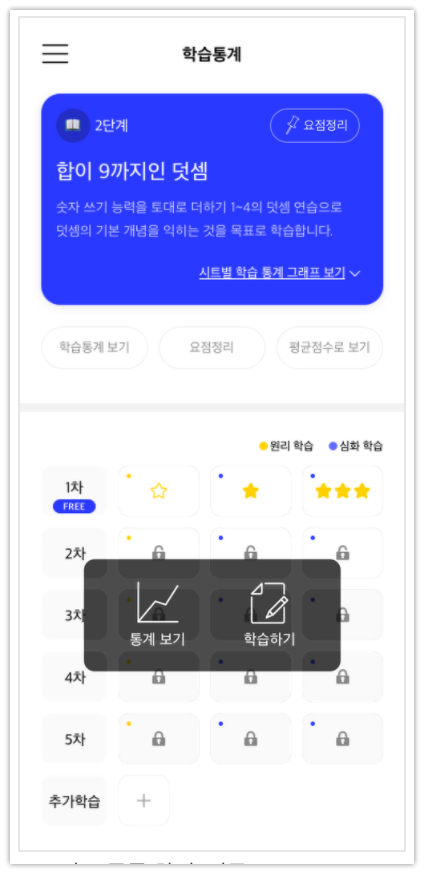 학습통계
2단계
요점정리
합이 9까지인 덧셈
숫자 쓰기 능력을 토대로 더하기 1~4의 덧셈 연습으로
덧셈의 기본 개념을 익히는 것을 목표로 학습합니다.
시트별 학습 통계 그래프 보기
학습통계 보기
요점정리
평균점수로 보기
원리 학습
심화 학습
1차
FREE
2차
3차
통계 보기
학습하기
4차
5차
추가학습